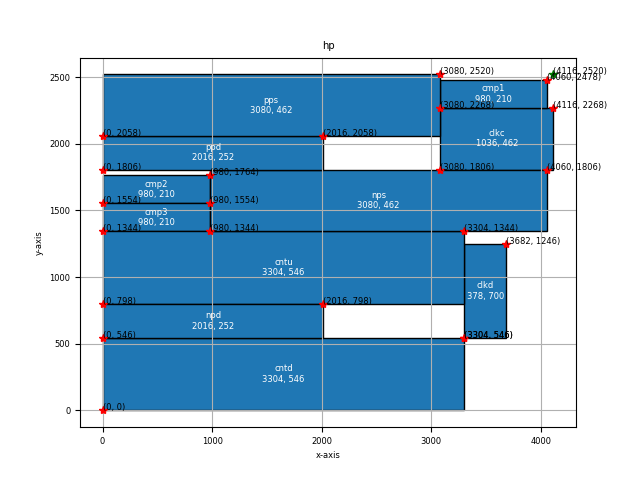 hp
(3080, 2520)
(4116, 2520)
(4060, 2478)
pps
3080, 462
cmp1
980, 210
(3080, 2268)
(4116, 2268)
clkc
1036, 462
(0, 2058)
(2016, 2058)
ppd
2016, 252
(0, 1806)
(3080, 1806)
(4060, 1806)
(980, 1764)
cmp2
980, 210
nps
3080, 462
(0, 1554)
(980, 1554)
cmp3
980, 210
(0, 1344)
(980, 1344)
(3304, 1344)
(3682, 1246)
cntu
3304, 546
clkd
378, 700
(0, 798)
(2016, 798)
npd
2016, 252
(0, 546)
(3304, 546)
cntd
3304, 546
(0, 0)
2500
2000
1500
1000
500
0
y-axis
0 1000 2000 3000 4000
x-axis